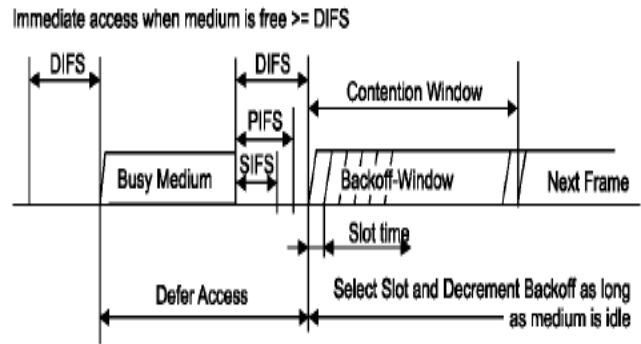 Immediate access when medium is free >= DIFS
DIFS
DIFS
Contention Window
PIFS
SIFS
Busy Medium
Backoff-Window
Next Frame
Slot time
Defer Access
Select Slot and Decrement Backoff as long
as medium is idle